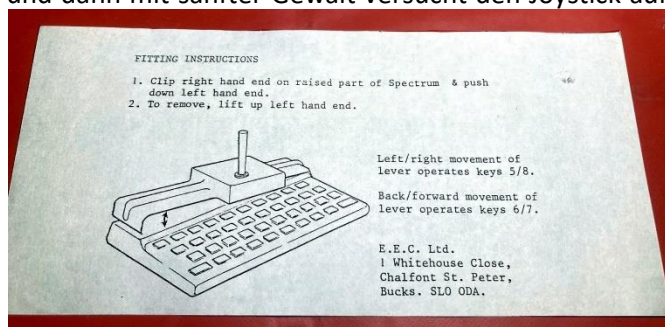 und dann mit sanfter Gewalt versucht den Joystick auf
FITTING INSTRUCTIONS
1. Clip right hand end on raised part of Spectrum & push
down left hand end.
2. To remove, lift up left hand end.
Left/right movement of
lever operates keys 5/8.
Back/forward movement of
lever operates keys 6/7.
E.E.C. Ltd.
1 Whitehouse Close,
Chalfont St. Peter,
Bucks. SLO ODA.